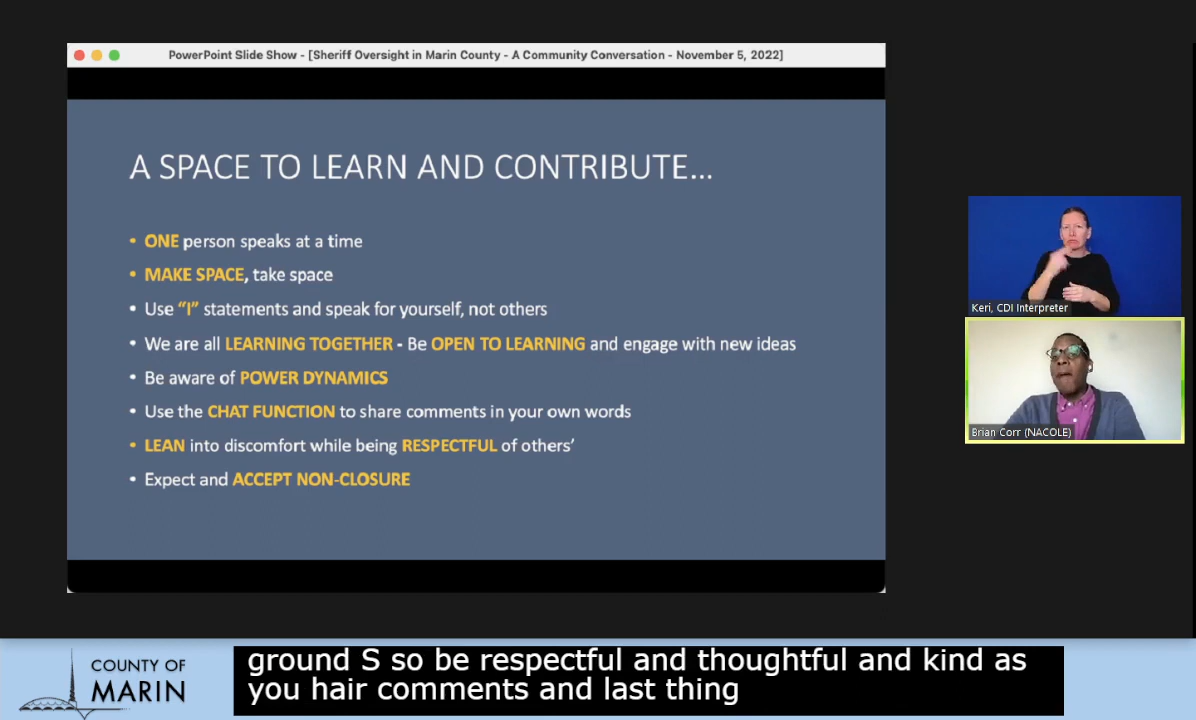 PowerPoint Slide Show - [Sheriff Oversight in Marin County - A Community Conversation - November 5, 2022]
A SPACE TO LEARN AND CONTRIBUTE...
• ONE person speaks at a time
• MAKE SPACE, take space
• Use “I” statements and speak for yourself, not others
• We are all LEARNING TOGETHER - Be OPEN TO LEARNING and engage with new ideas
• Be aware of POWER DYNAMICS
• Use the CHAT FUNCTION to share comments in your own words
• LEAN into discomfort while being RESPECTFUL of others’
• Expect and ACCEPT NON-CLOSURE
Keri, CDI Interpreter
Brian Corr (NACOLE)
COUNTY OF
MARIN
ground S so be respectful and thoughtful and kind as
you hair comments and last thing